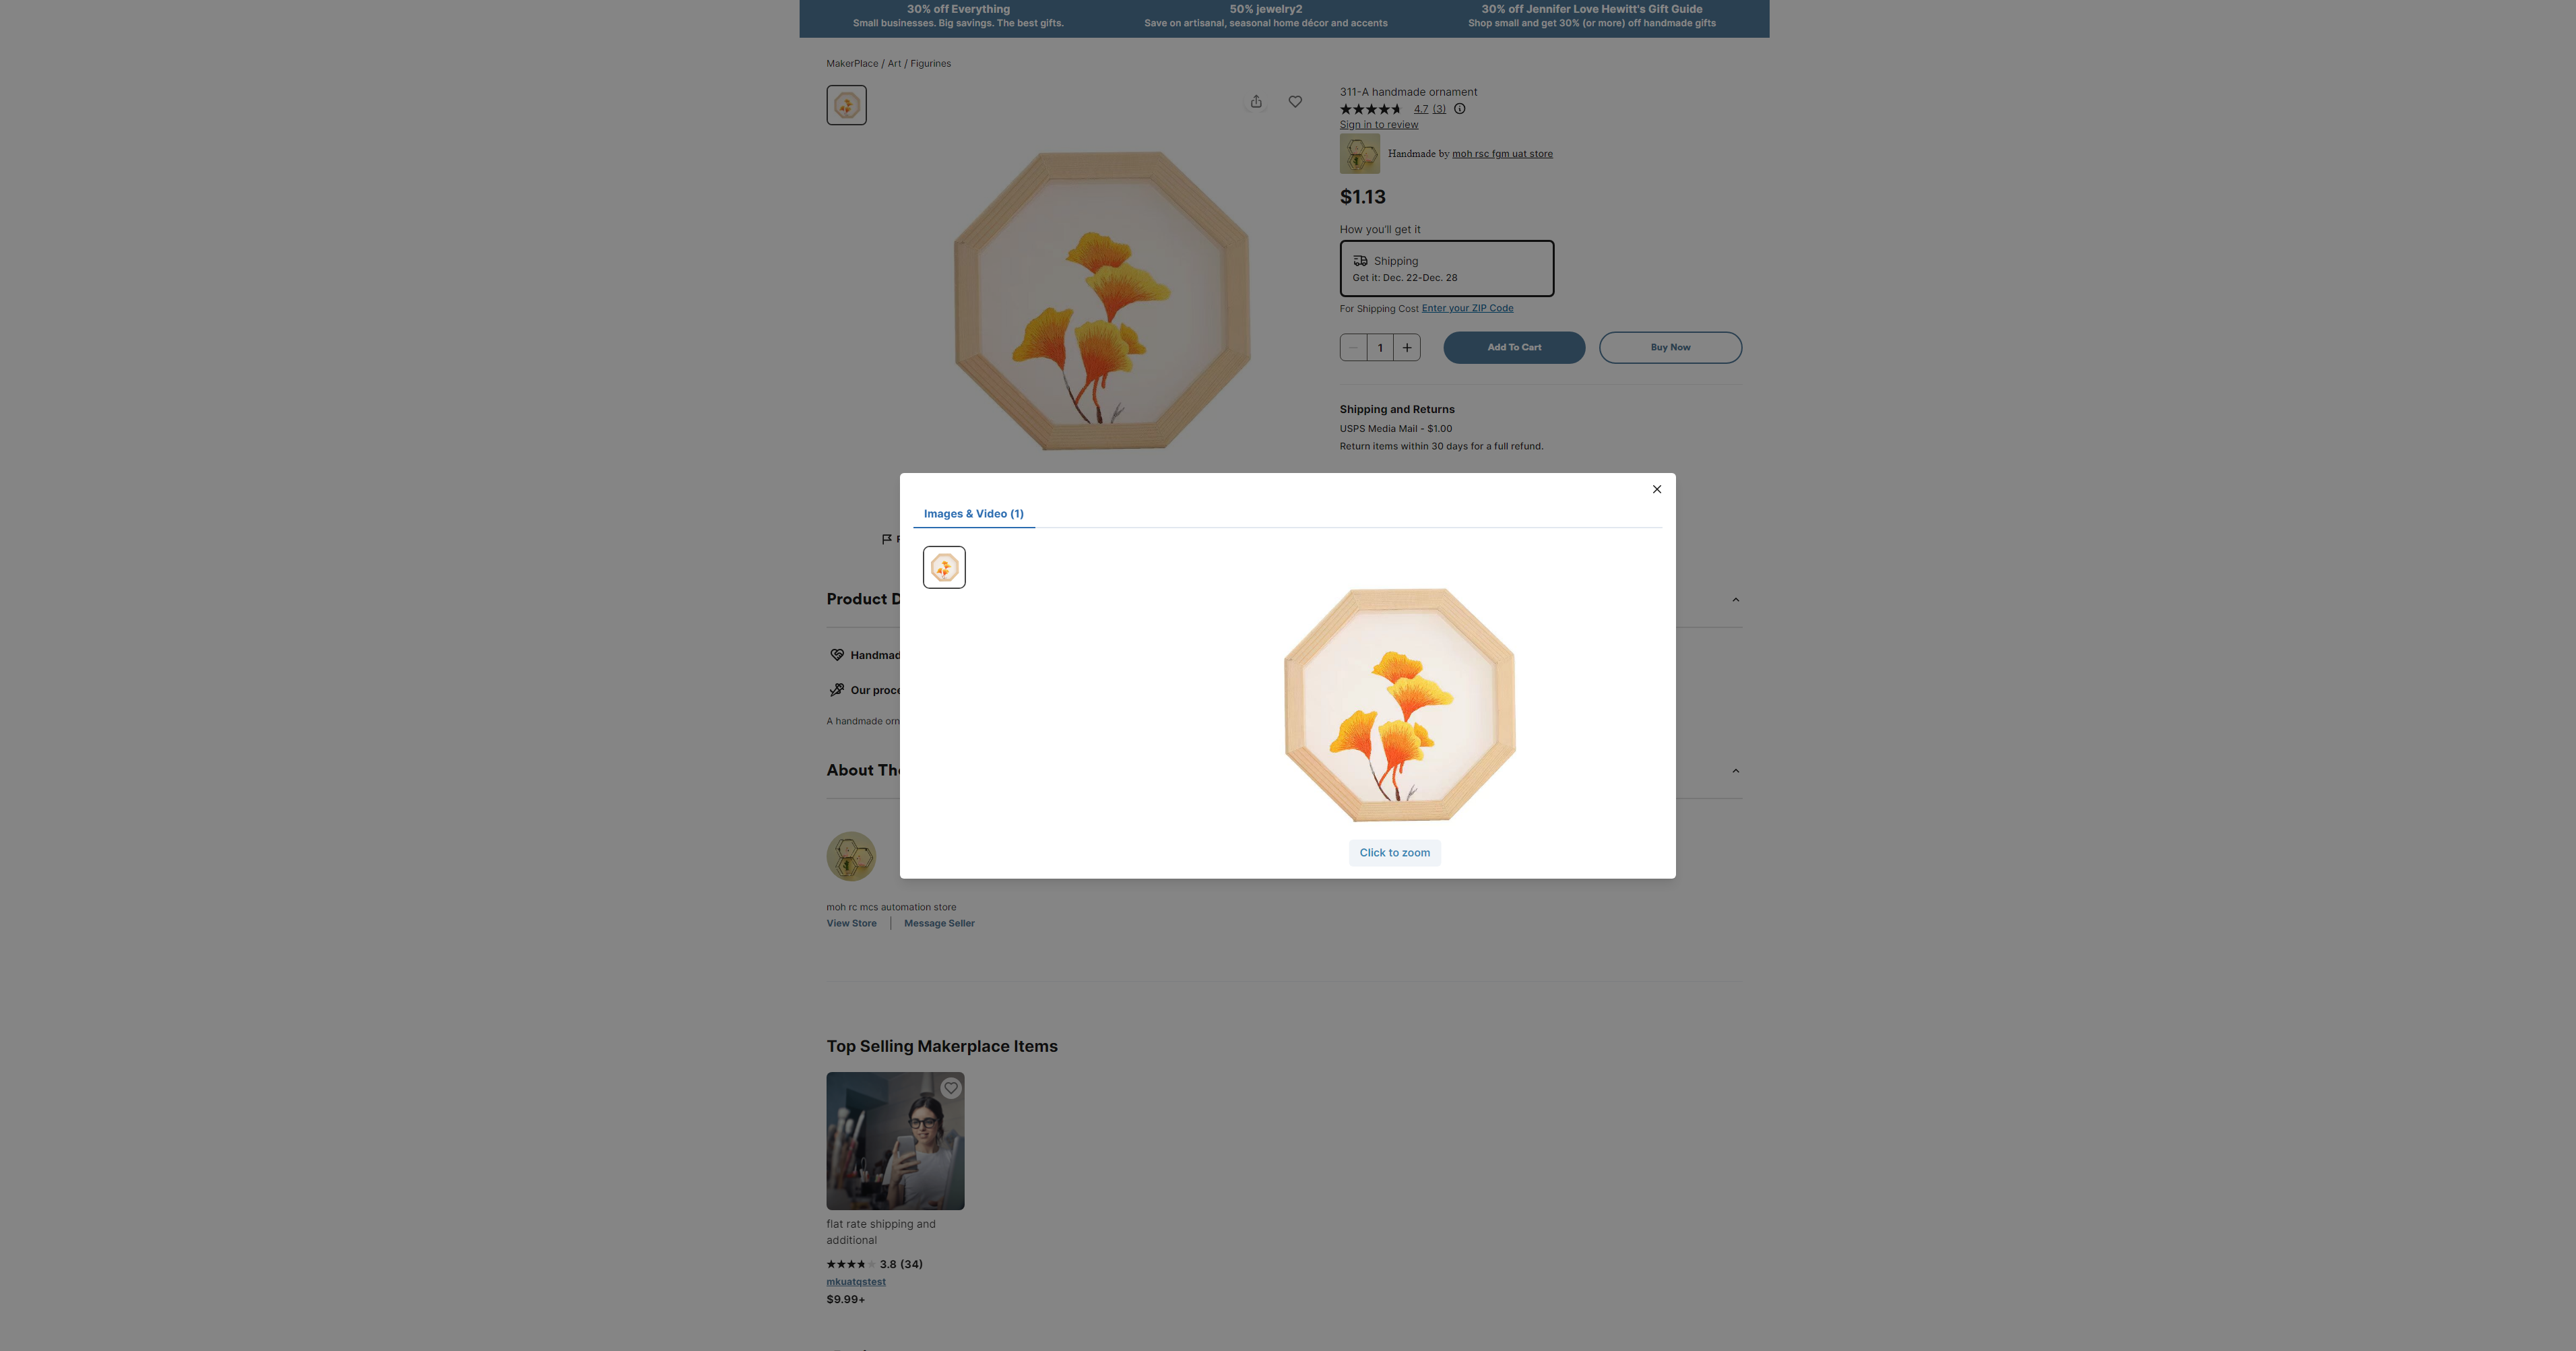 30% off Everything
Small businesses. Big savings. The best gifts.
50% jewelry2
Save on artisanal, seasonal home décor and accents
30% off Jennifer Love Hewitt's Gift Guide
Shop small and get 30% (or more) off handmade gifts
MakerPlace / Art / Figurines
311-A handmade ornament
4.7 (3)
Sign in to review
Handmade by moh rsc fgm uat store
$1.13
How you'll get it
Shipping
Get it: Dec. 22-Dec. 28
For Shipping Cost Enter your ZIP Code
1
Add To Cart
Buy Now
Shipping and Returns
USPS Media Mail - $1.00
Return items within 30 days for a full refund.
Images & Video (1)
Click to zoom
Product D
Handmad
Our proce
A handmade orn
About The
moh rc mcs automation store
View Store | Message Seller
Top Selling Makerplace Items
flat rate shipping and
additional
3.8 (34)
mkuatqstest
$9.99+